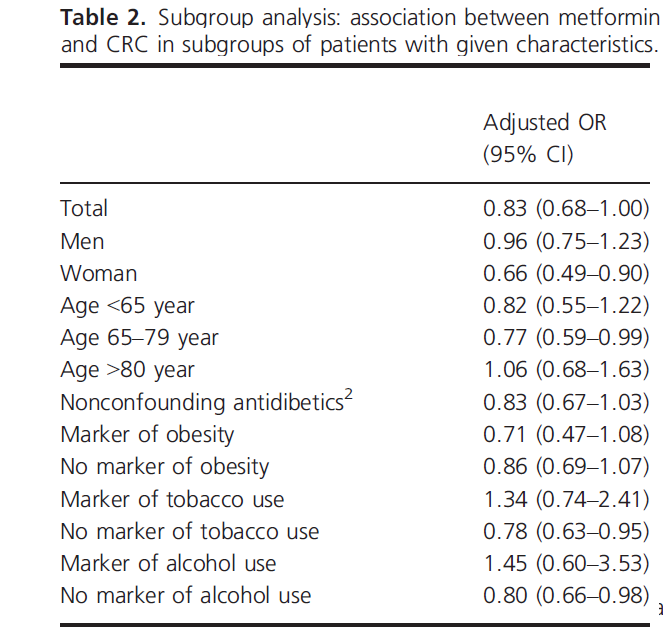 Table 2. Subgroup analysis: association between metformin
and CRC in subgroups of patients with given characteristics.
Adjusted OR
(95% CI)
Total 0.83 (0.68–1.00)
Men 0.96 (0.75–1.23)
Woman 0.66 (0.49–0.90)
Age <65 year 0.82 (0.55–1.22)
Age 65–79 year 0.77 (0.59–0.99)
Age >80 year 1.06 (0.68–1.63)
Nonconfounding antidibetics² 0.83 (0.67–1.03)
Marker of obesity 0.71 (0.47–1.08)
No marker of obesity 0.86 (0.69–1.07)
Marker of tobacco use 1.34 (0.74–2.41)
No marker of tobacco use 0.78 (0.63–0.95)
Marker of alcohol use 1.45 (0.60–3.53)
No marker of alcohol use 0.80 (0.66–0.98)